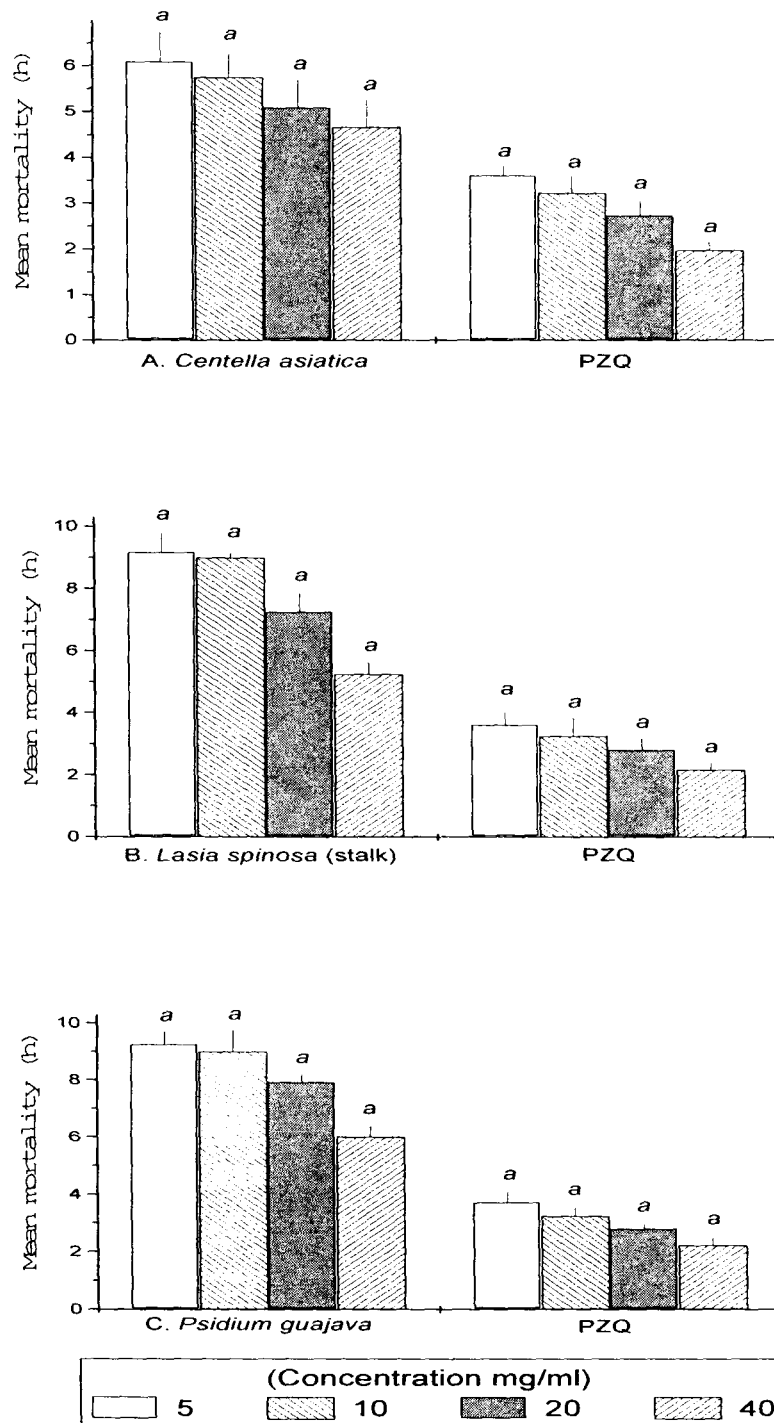 a
a
a
a
a
a
a
a
Mean mortality (h)
6
5
4
3
2
1
0
A. Centella asiatica PZQ
a
a
a
a
a
a
a
a
Mean mortality (h)
10
8
6
4
2
0
B. Lasia spinosa (stalk) PZQ
a
a
a
a
a
a
a
a
Mean mortality (h)
10
8
6
4
2
0
C. Psidium guajava PZQ
(Concentration mg/ml)
5 10 20 40